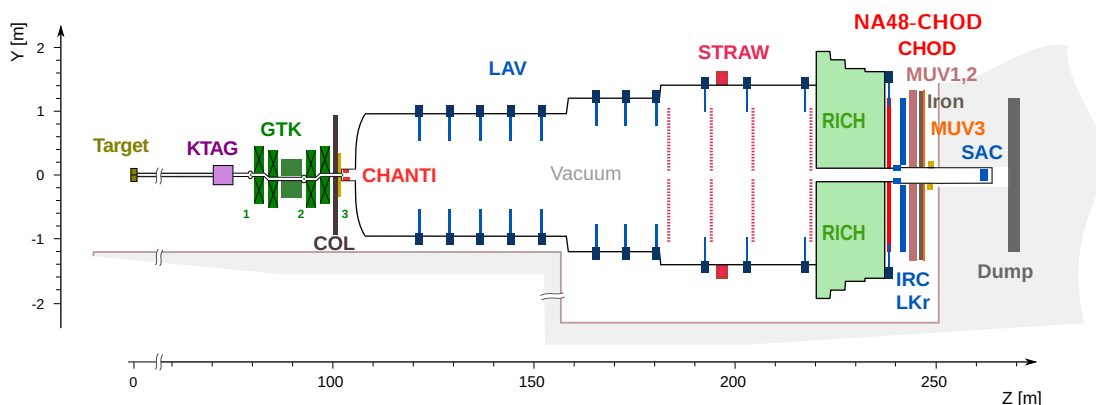 Y [m]
2
1
0
-1
-2
Target
KTAG
GTK
1
2
3
COL
CHANTI
LAV
Vacuum
STRAW
RICH
RICH
NA48-CHOD
CHOD
MUV1,2
Iron
MUV3
SAC
IRC
LKr
Dump
0
100
150
200
250
Z [m]